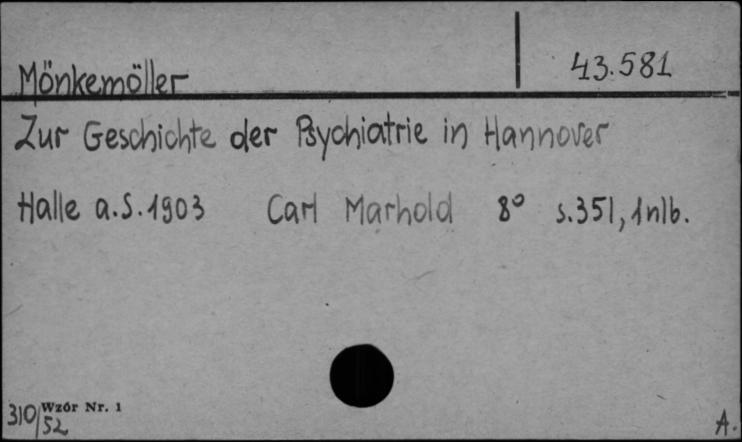 Mönkemöller 43.581
Zur Geschichte der Psychiatrie in Hannover
Halle a.S.1903 Carl Marhold 8° s.351, 1nlb.
310/52 Wzór Nr. 1
A.